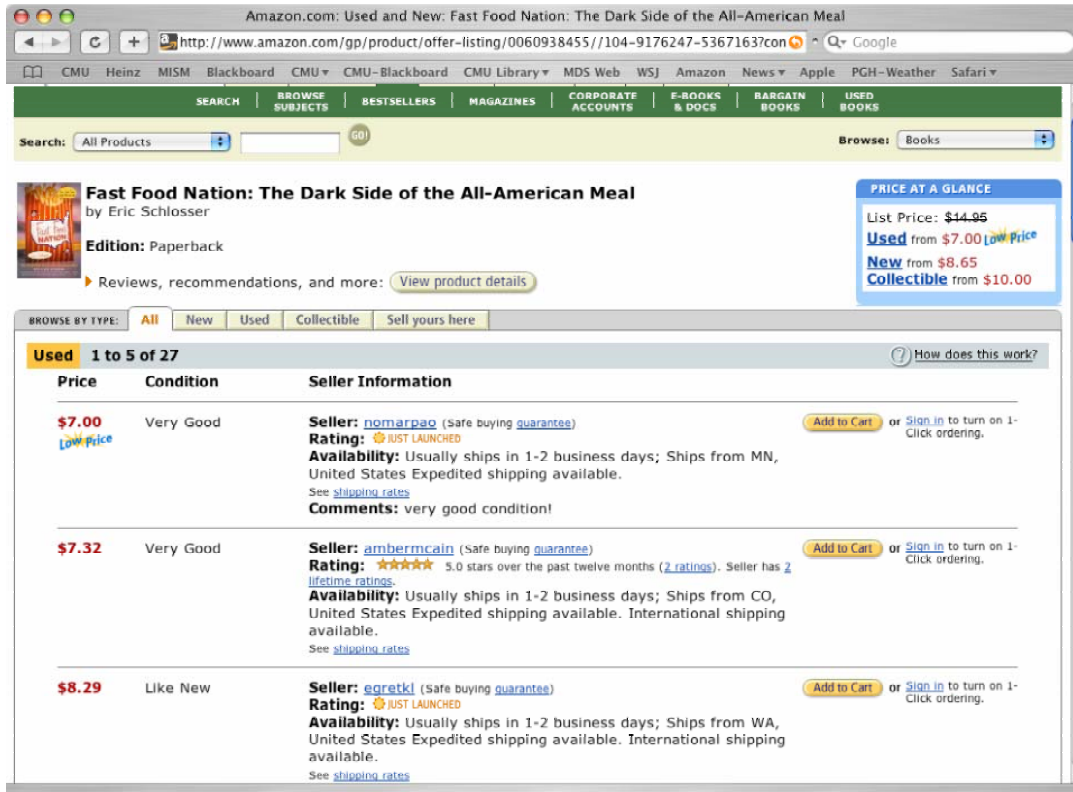 Amazon.com: Used and New: Fast Food Nation: The Dark Side of the All-American Meal
http://www.amazon.com/gp/product/offer-listing/0060938455//104-9176247-5367163?con
Google
CMU Heinz MISM Blackboard CMU CMU-Blackboard CMU Library MDS Web WSJ Amazon News Apple PGH-Weather Safari
SEARCH BROWSE SUBJECTS BESTSELLERS MAGAZINES CORPORATE ACCOUNTS E-BOOKS & DOCS BARGAIN BOOKS USED BOOKS
Search: All Products GO! Browse: Books
Fast Food Nation: The Dark Side of the All-American Meal
by Eric Schlosser
Edition: Paperback
Reviews, recommendations, and more: View product details
PRICE AT A GLANCE
List Price: $14.95
Used from $7.00 Low Price
New from $8.65
Collectible from $10.00
BROWSE BY TYPE: All New Used Collectible Sell yours here
Used 1 to 5 of 27 ? How does this work?
Price Condition Seller Information
$7.00 Very Good Seller: nomarpao (Safe buying guarantee) Add to Cart or Sign in to turn on 1-
Click ordering.
Low Price Rating: JUST LAUNCHED
Availability: Usually ships in 1-2 business days; Ships from MN,
United States Expedited shipping available.
See shipping rates
Comments: very good condition!
$7.32 Very Good Seller: ambermcain (Safe buying guarantee) Add to Cart or Sign in to turn on 1-
Click ordering.
Rating: 5.0 stars over the past twelve months (2 ratings). Seller has 2
lifetime ratings.
Availability: Usually ships in 1-2 business days; Ships from CO,
United States Expedited shipping available. International shipping
available.
See shipping rates
$8.29 Like New Seller: egretkl (Safe buying guarantee) Add to Cart or Sign in to turn on 1-
Click ordering.
Rating: JUST LAUNCHED
Availability: Usually ships in 1-2 business days; Ships from WA,
United States Expedited shipping available. International shipping
available.
See shipping rates